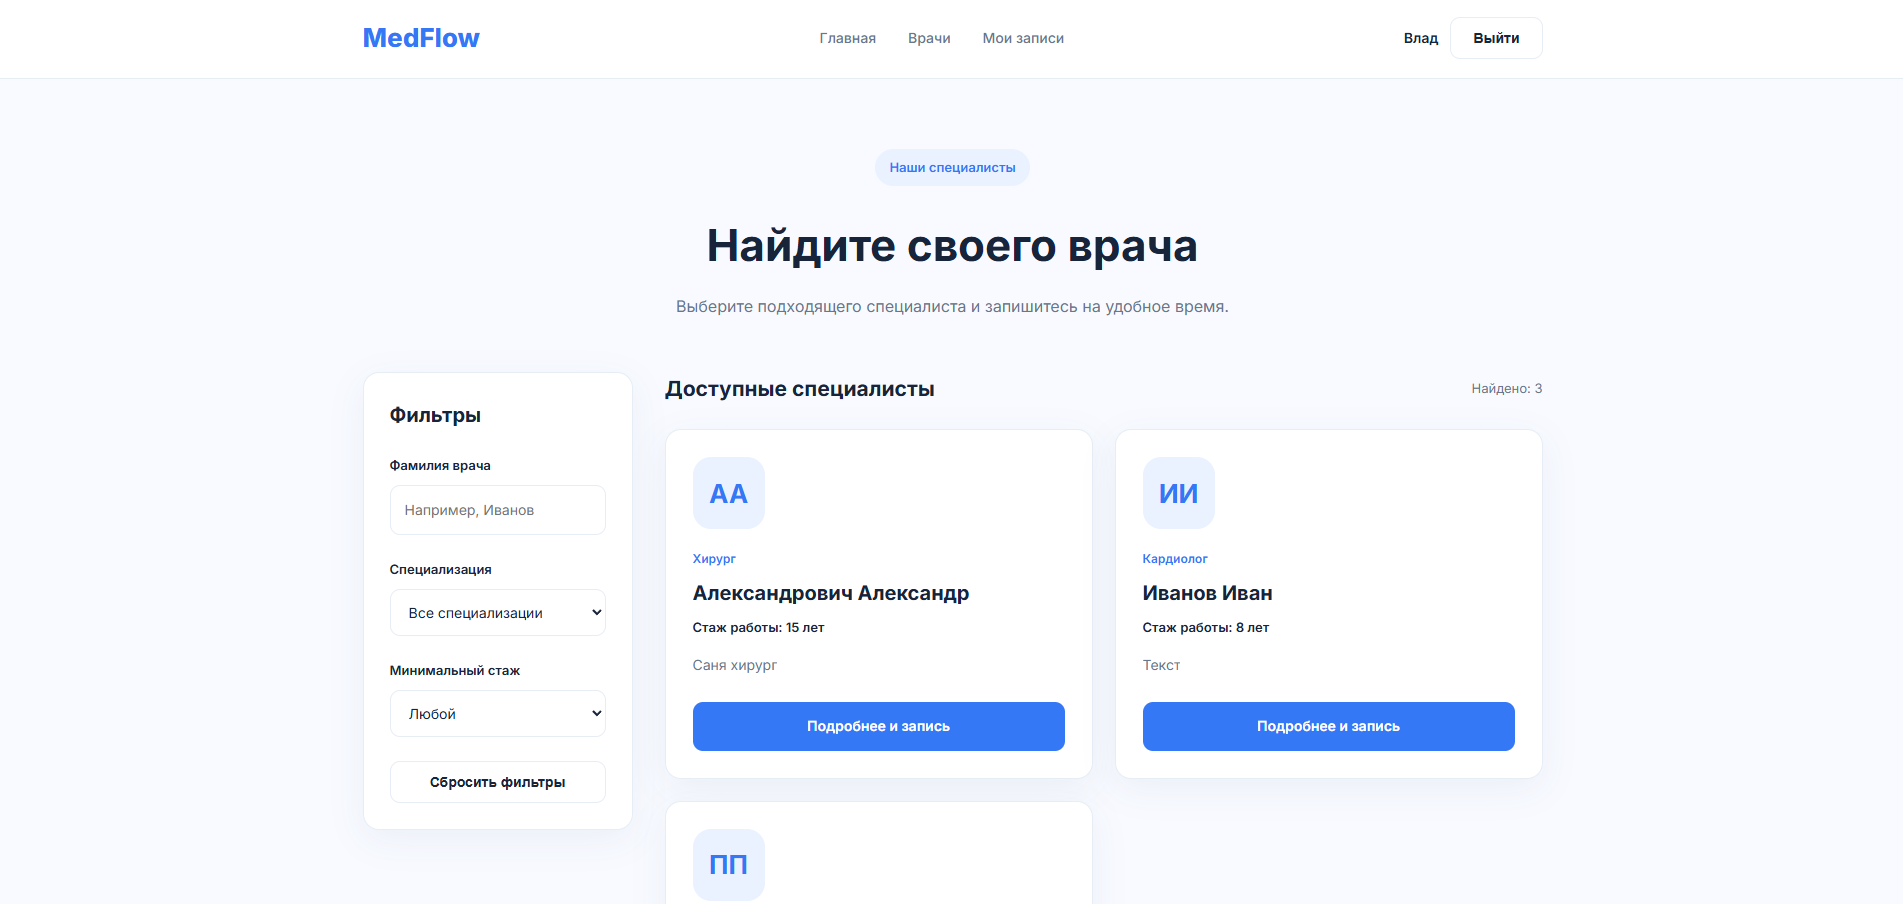 MedFlow
Главная
Врачи
Мои записи
Влад
Выйти
Наши специалисты
Найдите своего врача
Выберите подходящего специалиста и запишитесь на удобное время.
Фильтры
Фамилия врача
Например, Иванов
Специализация
Все специализации
Минимальный стаж
Любой
Сбросить фильтры
Доступные специалисты
Найдено: 3
АА
Хирург
Александрович Александр
Стаж работы: 15 лет
Саня хирург
Подробнее и запись
ИИ
Кардиолог
Иванов Иван
Стаж работы: 8 лет
Текст
Подробнее и запись
ПП